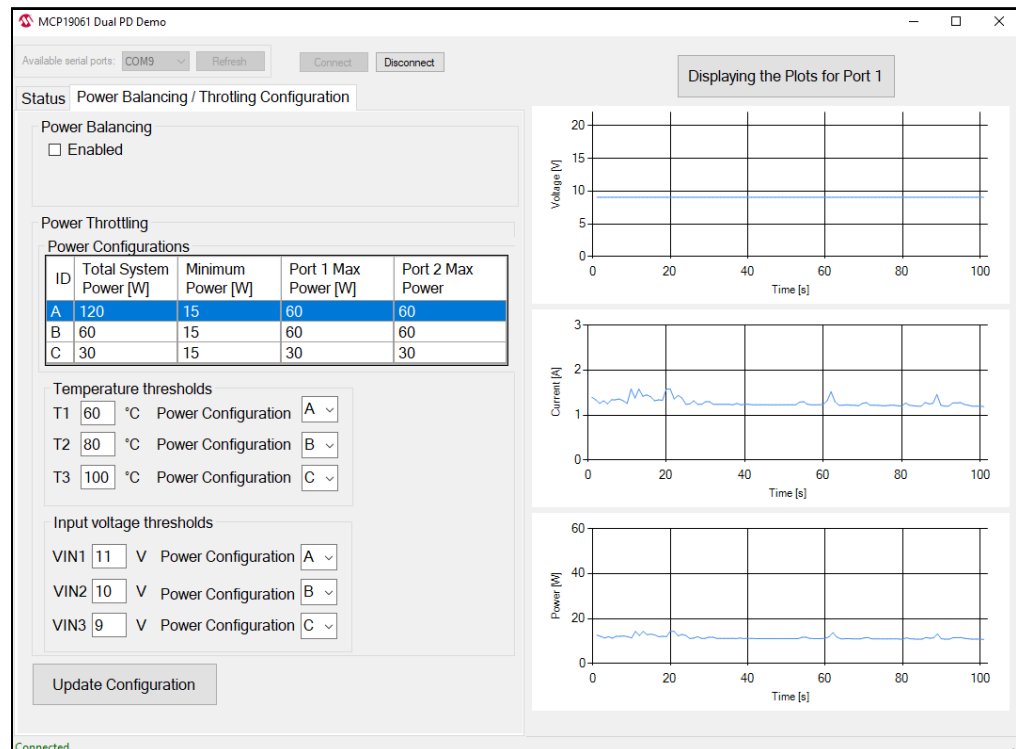 MCP19061 Dual PD Demo
Available serial ports: COM9 Refresh Connect Disconnect
Status Power Balancing / Throtling Configuration
Power Balancing
Enabled
Power Throttling
Power Configurations
ID Total System Power [W] Minimum Power [W] Port 1 Max Power [W] Port 2 Max Power
A 120 15 60 60
B 60 15 60 60
C 30 15 30 30
Temperature thresholds
T1 60 °C Power Configuration A
T2 80 °C Power Configuration B
T3 100 °C Power Configuration C
Input voltage thresholds
VIN1 11 V Power Configuration A
VIN2 10 V Power Configuration B
VIN3 9 V Power Configuration C
Update Configuration
Connected
Displaying the Plots for Port 1
Voltage [V]
20
15
10
5
0
0 20 40 60 80 100
Time [s]
Current [A]
3
2
1
0
0 20 40 60 80 100
Time [s]
Power [W]
60
40
20
0
0 20 40 60 80 100
Time [s]